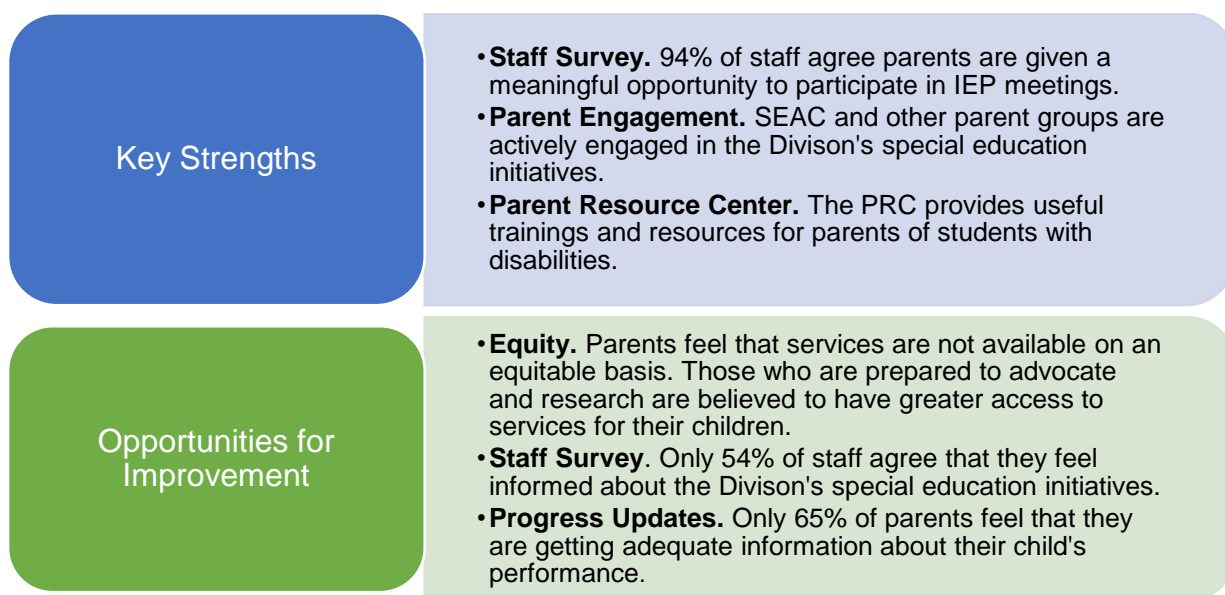 Key Strengths
•Staff Survey. 94% of staff agree parents are given a
meaningful opportunity to participate in IEP meetings.
•Parent Engagement. SEAC and other parent groups are
actively engaged in the Divison's special education
initiatives.
•Parent Resource Center. The PRC provides useful
trainings and resources for parents of students with
disabilities.
Opportunities for
Improvement
•Equity. Parents feel that services are not available on an
equitable basis. Those who are prepared to advocate
and research are believed to have greater access to
services for their children.
•Staff Survey. Only 54% of staff agree that they feel
informed about the Divison's special education initiatives.
•Progress Updates. Only 65% of parents feel that they
are getting adequate information about their child's
performance.